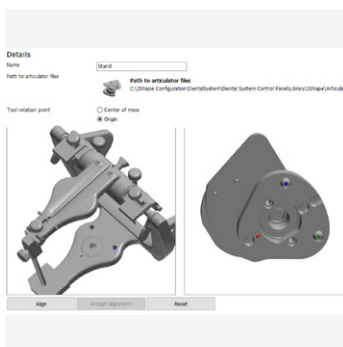 Details
Name
Stand
Path to articulator files
Path to articulator files
C:\3Shape Configuration\DentalSystem\Dental System Control Panel\Library\3Shape\Articula
Tool rotation point:
Center of mass
Origin
Align
Accept alignment
Reset